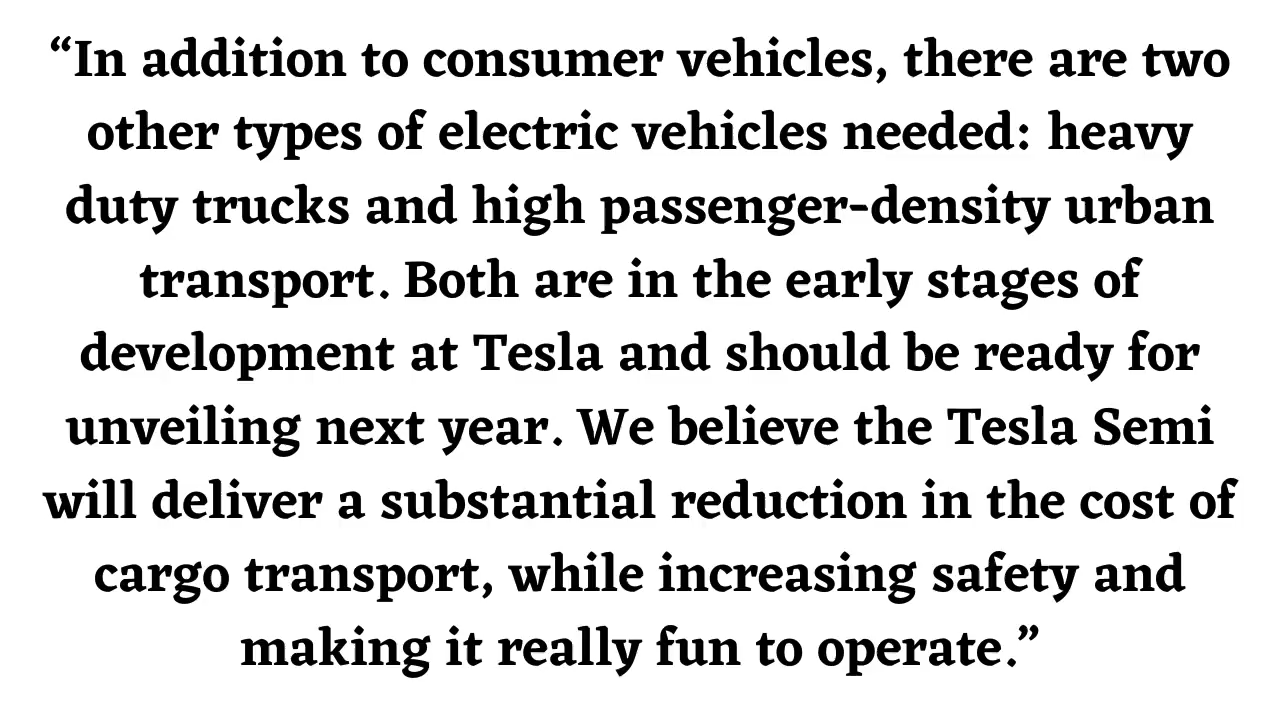 “In addition to consumer vehicles, there are two
other types of electric vehicles needed: heavy
duty trucks and high passenger-density urban
transport. Both are in the early stages of
development at Tesla and should be ready for
unveiling next year. We believe the Tesla Semi
will deliver a substantial reduction in the cost of
cargo transport, while increasing safety and
making it really fun to operate.”